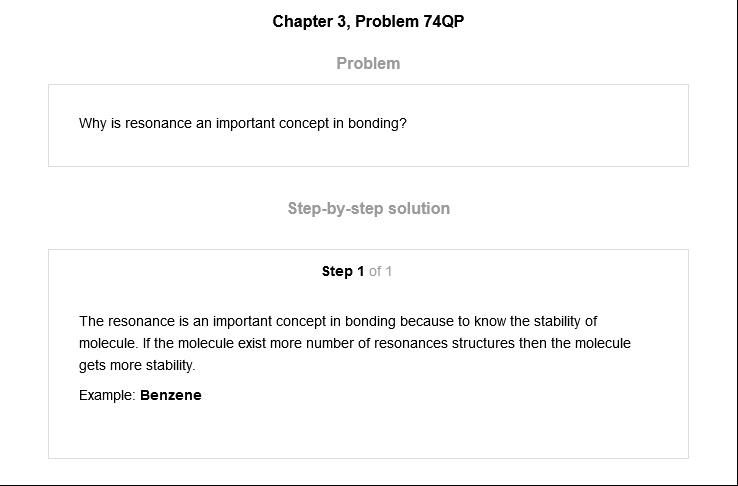 Chapter 3, Problem 74QP
Problem
Why is resonance an important concept in bonding?
Step-by-step solution
Step 1 of 1
The resonance is an important concept in bonding because to know the stability of
molecule. If the molecule exist more number of resonances structures then the molecule
gets more stability.
Example: Benzene